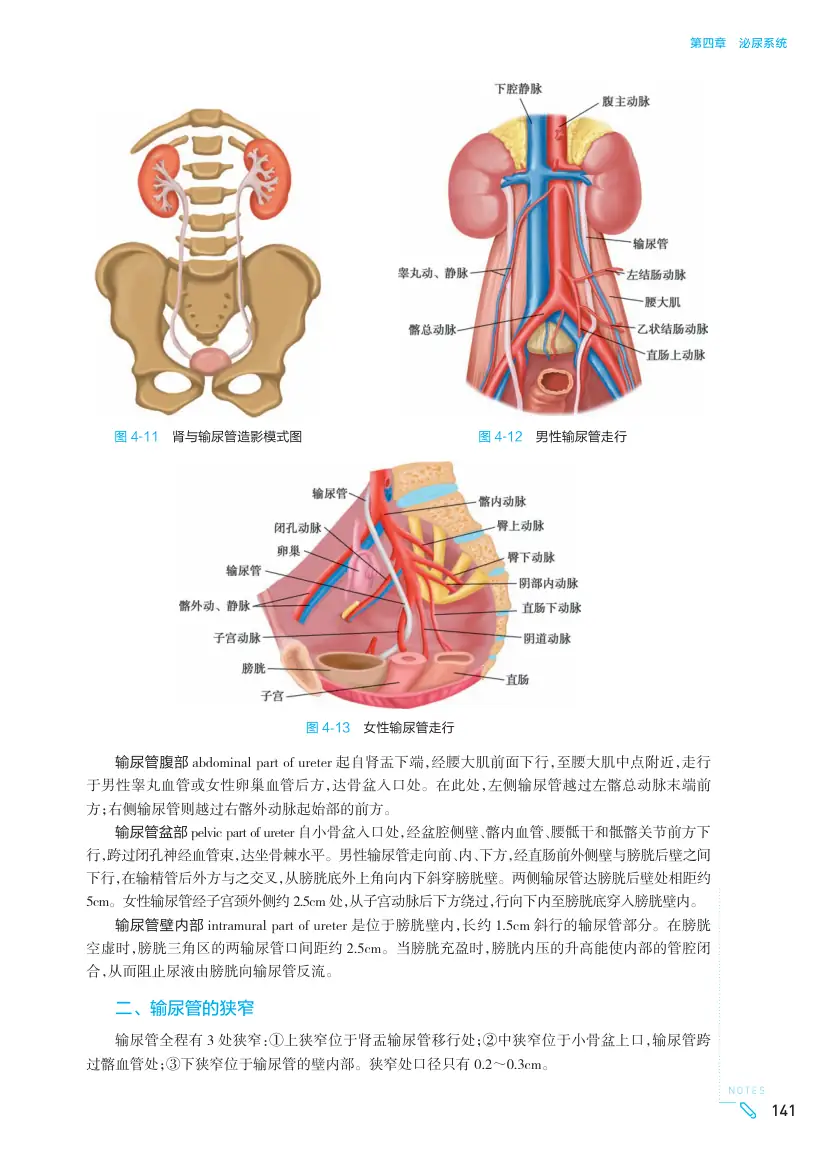 第四章 泌尿系统
下腔静脉
腹主动脉
输尿管
睾丸动、静脉
左结肠动脉
腰大肌
髂总动脉
乙状结肠动脉
直肠上动脉
图 4-11 肾与输尿管造影模式图
图 4-12 男性输尿管走行
输尿管
髂内动脉
闭孔动脉
臀上动脉
卵巢
臀下动脉
输尿管
阴部内动脉
髂外动、静脉
直肠下动脉
子宫动脉
阴道动脉
膀胱
直肠
子宫
图 4-13 女性输尿管走行
输尿管腹部 abdominal part of ureter 起自肾盂下端,经腰大肌前面下行,至腰大肌中点附近,走行
于男性睾丸血管或女性卵巢血管后方,达骨盆入口处。在此处,左侧输尿管越过左髂总动脉末端前
方;右侧输尿管则越过右髂外动脉起始部的前方。
输尿管盆部 pelvic part of ureter 自小骨盆入口处,经盆腔侧壁、髂内血管、腰骶干和骶髂关节前方下
行,跨过闭孔神经血管束,达坐骨棘水平。男性输尿管走向前、内、下方,经直肠前外侧壁与膀胱后壁之间
下行,在输精管后外方与之交叉,从膀胱底外上角向内下斜穿膀胱壁。两侧输尿管达膀胱后壁处相距约
5cm。女性输尿管经子宫颈外侧约 2.5cm 处,从子宫动脉后下方绕过,行向下内至膀胱底穿入膀胱壁内。
输尿管壁内部 intramural part of ureter 是位于膀胱壁内,长约 1.5cm 斜行的输尿管部分。在膀胱
空虚时,膀胱三角区的两输尿管口间距约 2.5cm。当膀胱充盈时,膀胱内压的升高能使内部的管腔闭
合,从而阻止尿液由膀胱向输尿管反流。
二、输尿管的狭窄
输尿管全程有 3 处狭窄:①上狭窄位于肾盂输尿管移行处;②中狭窄位于小骨盆上口,输尿管跨
过髂血管处;③下狭窄位于输尿管的壁内部。狭窄处口径只有 0.2～0.3cm。
NOTES
141